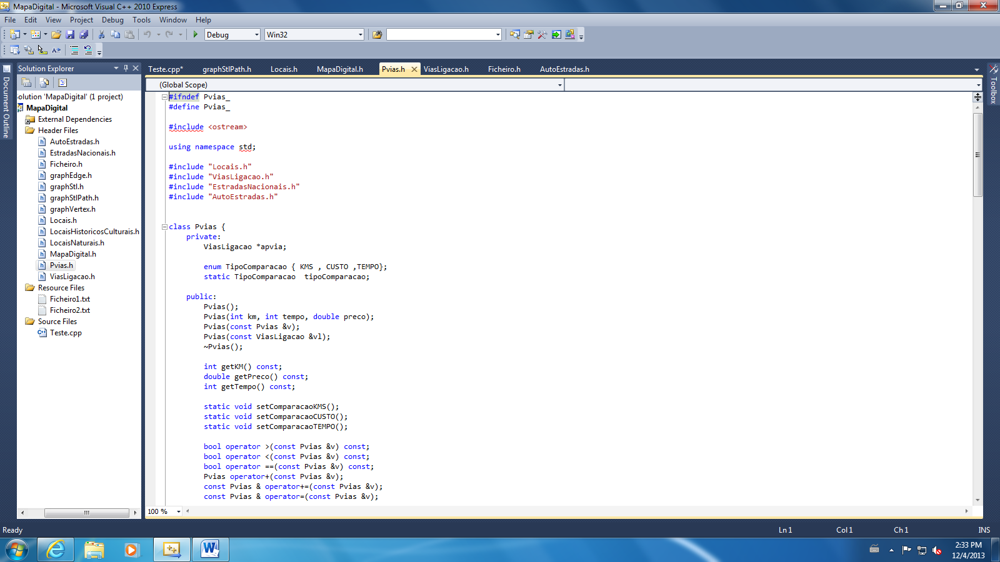 MapaDigital - Microsoft Visual C++ 2010 Express
File Edit View Project Debug Tools Window Help
Debug Win32
Solution Explorer
Document Outline
olution 'MapaDigital' (1 project)
MapaDigital
External Dependencies
Header Files
AutoEstradas.h
EstradasNacionais.h
Ficheiro.h
graphEdge.h
graphStl.h
graphStlPath.h
graphVertex.h
Locais.h
LocaisHistoricosCulturais.h
LocaisNaturais.h
MapaDigital.h
Pvias.h
ViasLigacao.h
Resource Files
Ficheiro1.txt
Ficheiro2.txt
Source Files
Teste.cpp
Teste.cpp* graphStlPath.h Locais.h MapaDigital.h Pvias.h ViasLigacao.h Ficheiro.h AutoEstradas.h
(Global Scope)
Toolbox
#ifndef Pvias_
#define Pvias_
#include <ostream>
using namespace std;
#include "Locais.h"
#include "ViasLigacao.h"
#include "EstradasNacionais.h"
#include "AutoEstradas.h"
class Pvias {
private:
ViasLigacao *apvia;
enum TipoComparacao { KMS , CUSTO ,TEMPO};
static TipoComparacao  tipoComparacao;
public:
Pvias();
Pvias(int km, int tempo, double preco);
Pvias(const Pvias &v);
Pvias(const ViasLigacao &vl);
~Pvias();
int getKM() const;
double getPreco() const;
int getTempo() const;
static void setComparacaoKMS();
static void setComparacaoCUSTO();
static void setComparacaoTEMPO();
bool operator >(const Pvias &v) const;
bool operator <(const Pvias &v) const;
bool operator ==(const Pvias &v) const;
Pvias operator+(const Pvias &v);
const Pvias & operator+=(const Pvias &v);
const Pvias & operator=(const Pvias &v);
100 %
Ready Ln 1 Col 1 Ch 1 INS
2:33 PM
12/4/2013